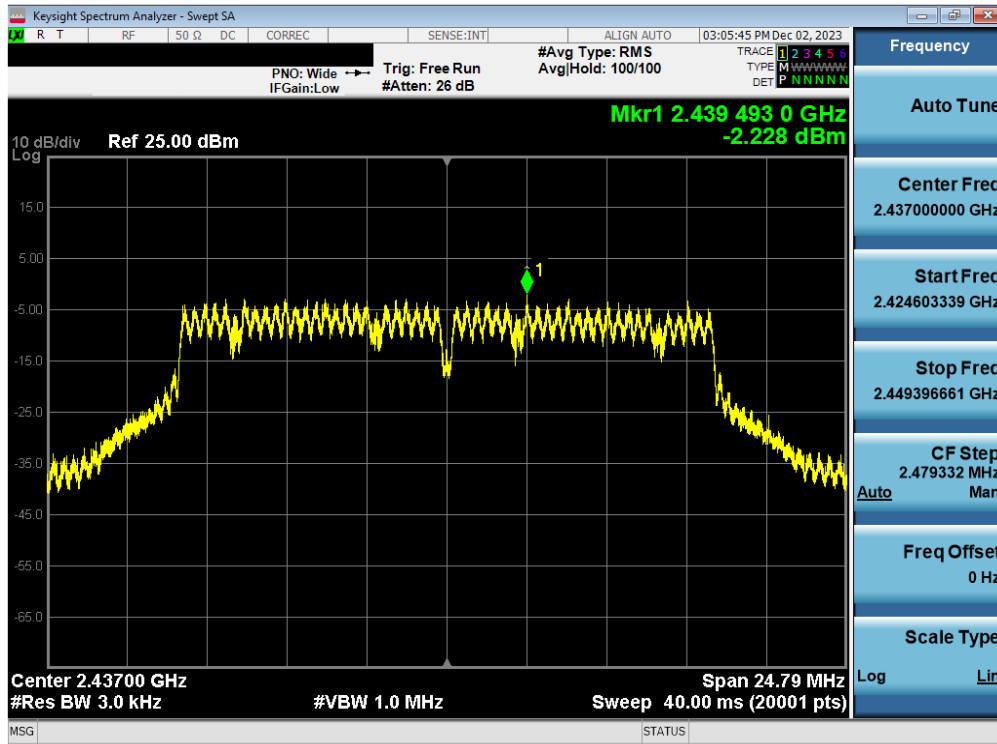 Keysight Spectrum Analyzer - Swept SA
LXI R T RF 50 Ω DC CORREC SENSE:INT ALIGN AUTO 03:05:45 PM Dec 02, 2023
PNO: Wide Trig: Free Run #Avg Type: RMS TRACE 1 2 3 4 5 6
IFGain:Low #Atten: 26 dB Avg|Hold: 100/100 TYPE M W W W W W
DET P N N N N N
Mkr1 2.439 493 0 GHz
-2.228 dBm
10 dB/div Ref 25.00 dBm
Log
15.0
5.00
1
-5.00
-15.0
-25.0
-35.0
-45.0
-55.0
-65.0
Center 2.43700 GHz Span 24.79 MHz
#Res BW 3.0 kHz #VBW 1.0 MHz Sweep 40.00 ms (20001 pts)
MSG STATUS
Frequency
Auto Tune
Center Freq
2.437000000 GHz
Start Freq
2.424603339 GHz
Stop Freq
2.449396661 GHz
CF Step
2.479332 MHz
Auto Man
Freq Offset
0 Hz
Scale Type
Log Lin